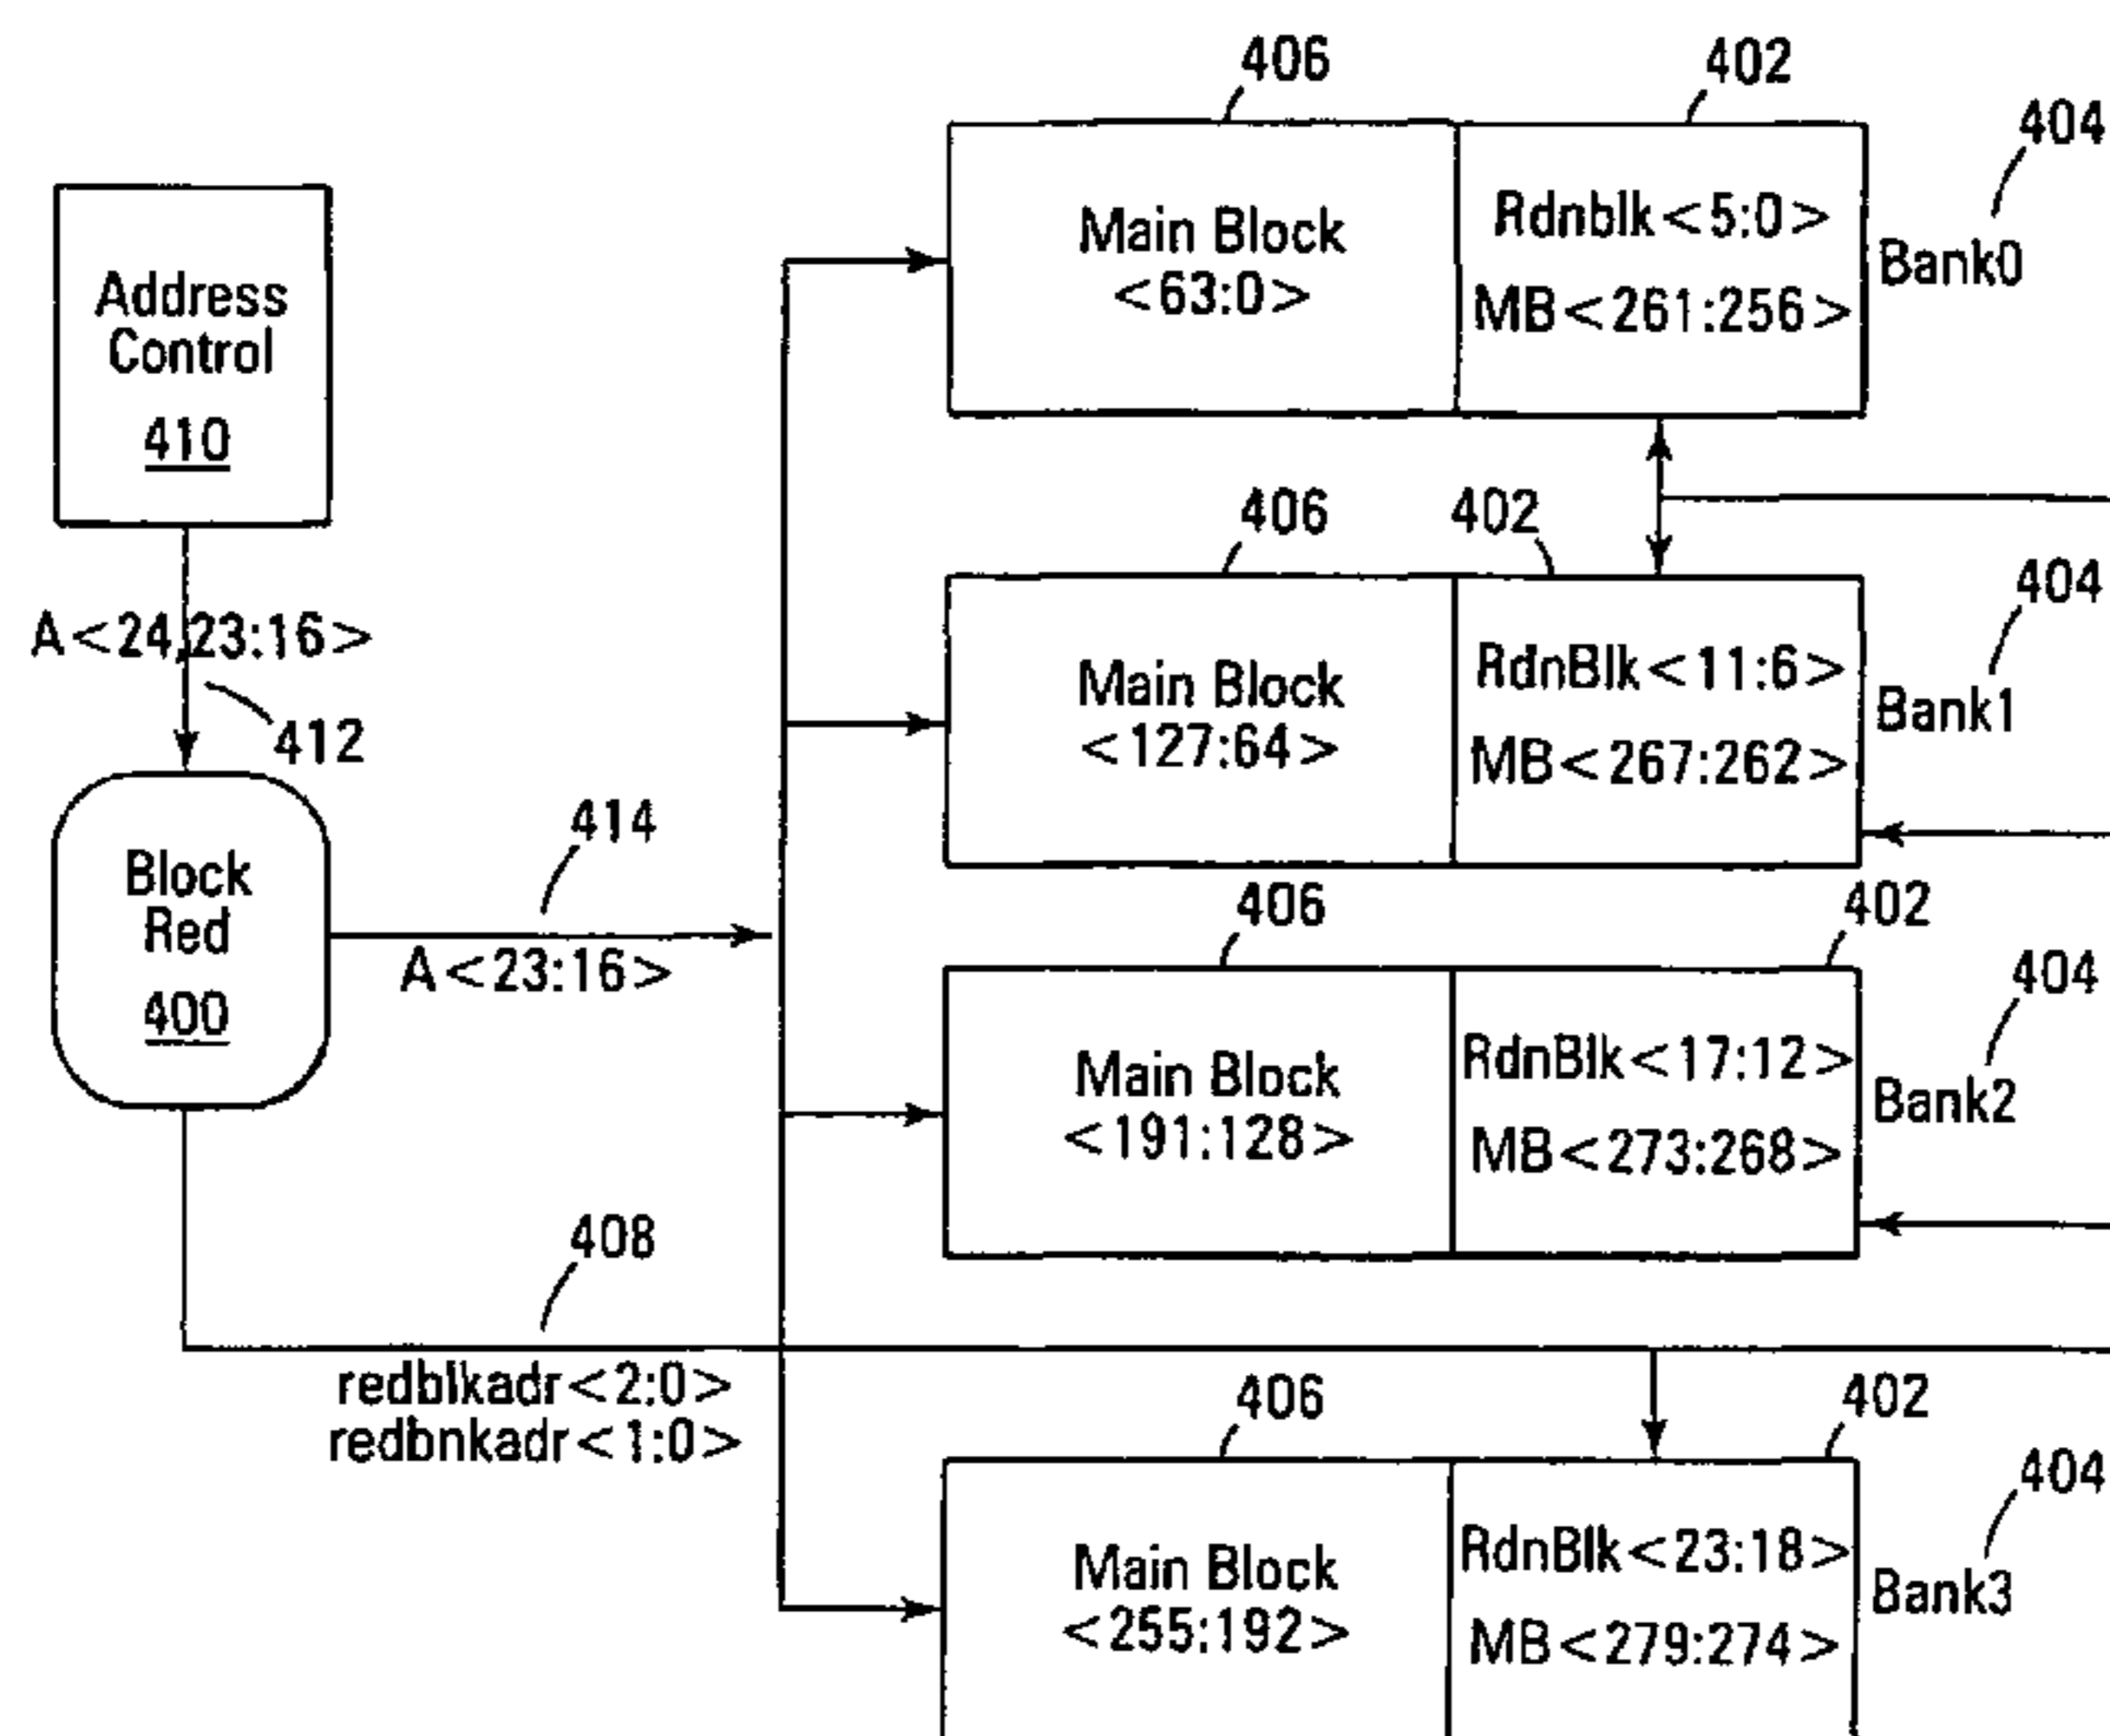 406
402
404
Main Block
<63:0>
Rdnblk<5:0>
MB<261:256>
Bank0
Address
Control
410
A<24,23:16>
412
406
402
404
Main Block
<127:64>
RdnBlk<11:6>
MB<267:262>
Bank1
Block
Red
400
414
A<23:16>
406
402
404
Main Block
<191:128>
RdnBlk<17:12>
MB<273:268>
Bank2
408
redblkadr<2:0>
redbnkadr<1:0>
406
402
404
Main Block
<255:192>
RdnBlk<23:18>
MB<279:274>
Bank3